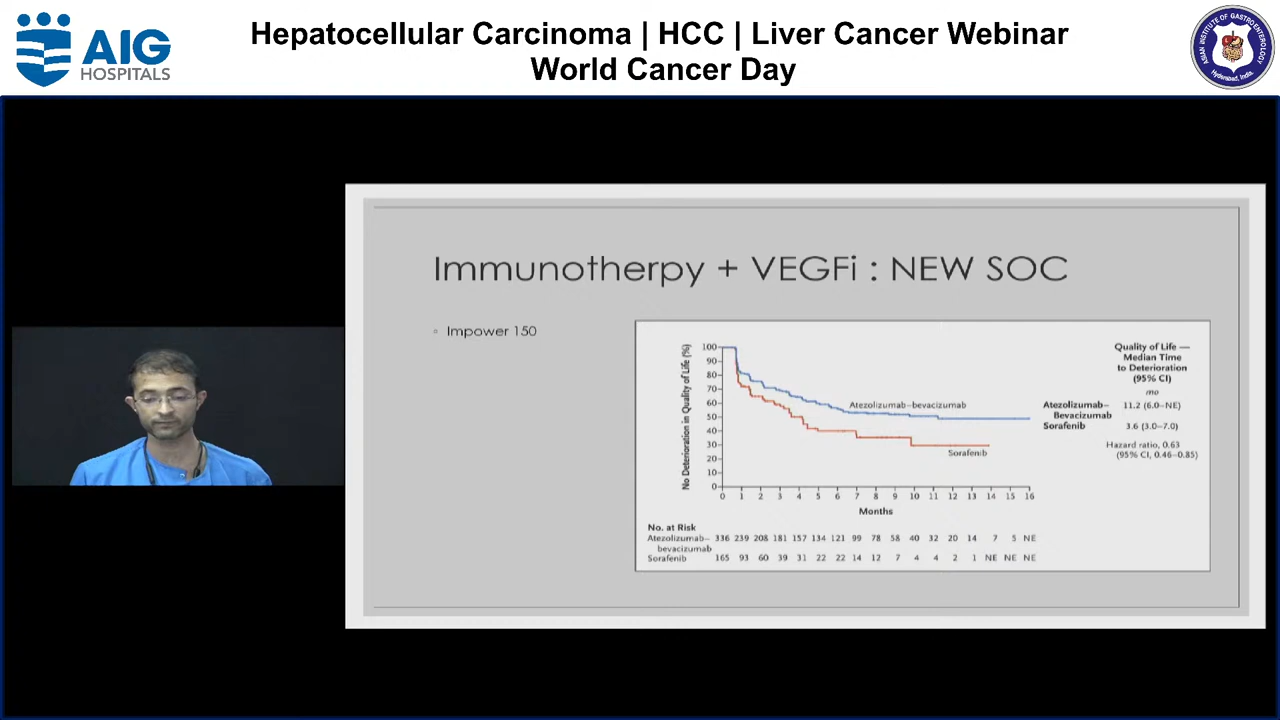 AIG
HOSPITALS
Hepatocellular Carcinoma | HCC | Liver Cancer Webinar
World Cancer Day
ASIAN INSTITUTE OF GASTROENTEROLOGY
Hyderabad, India.
Immunotherpy + VEGFi : NEW SOC
Impower 150
No Deterioration in Quality of Life (%)
100
90
80
70
60
50
40
30
20
10
0
0 1 2 3 4 5 6 7 8 9 10 11 12 13 14 15 16
Months
Atezolizumab–bevacizumab
Sorafenib
Quality of Life —
Median Time
to Deterioration
(95% CI)
mo
Atezolizumab– 11.2 (6.0–NE)
Bevacizumab
Sorafenib 3.6 (3.0–7.0)
Hazard ratio, 0.63
(95% CI, 0.46–0.85)
No. at Risk
Atezolizumab– 336 239 208 181 157 134 121 99 78 58 40 32 20 14 7 5 NE
bevacizumab
Sorafenib 165 93 60 39 31 22 22 14 12 7 4 4 2 1 NE NE NE